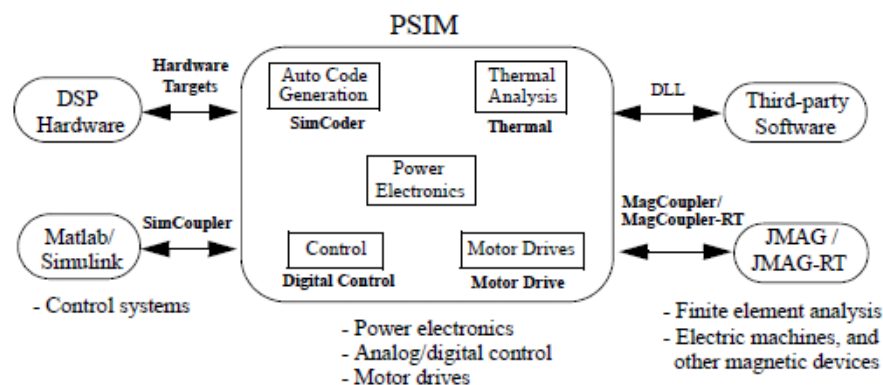 PSIM
Hardware
Targets
DSP
Hardware
Auto Code
Generation
SimCoder
Thermal
Analysis
Thermal
DLL
Third-party
Software
Power
Electronics
SimCoupler
Matlab/
Simulink
Control
Digital Control
Motor Drives
Motor Drive
MagCoupler/
MagCoupler-RT
JMAG /
JMAG-RT
- Control systems
- Power electronics
- Analog/digital control
- Motor drives
- Finite element analysis
- Electric machines, and
other magnetic devices